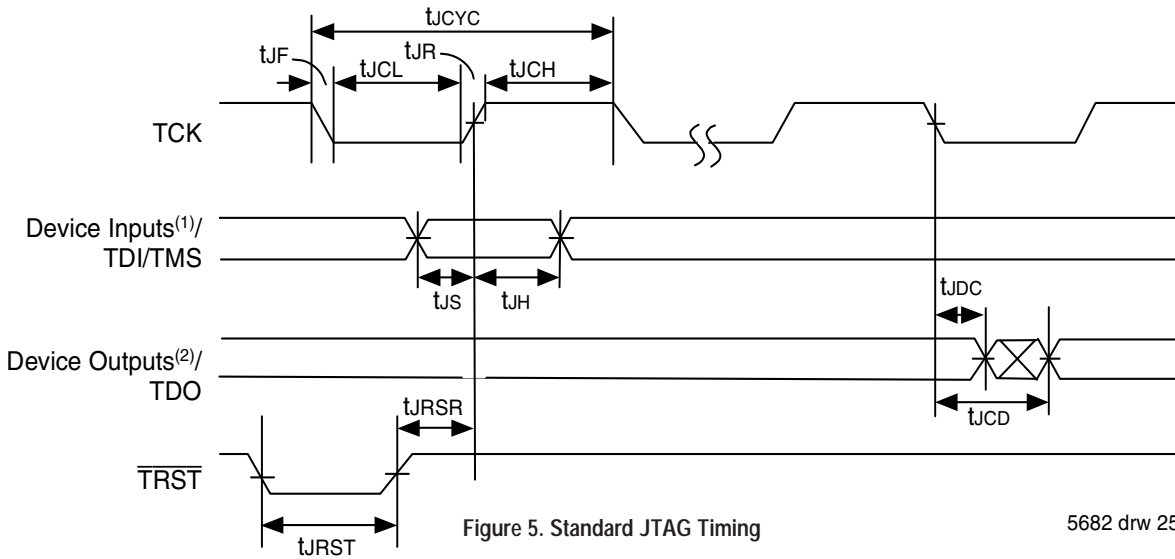 tJCYC
tJF
tJCL
tJR
tJCH
TCK
Device Inputs(1)/
TDI/TMS
tJS
tJH
tJDC
Device Outputs(2)/
TDO
tJRSR
tJCD
TRST
tJRST
Figure 5. Standard JTAG Timing
5682 drw 25